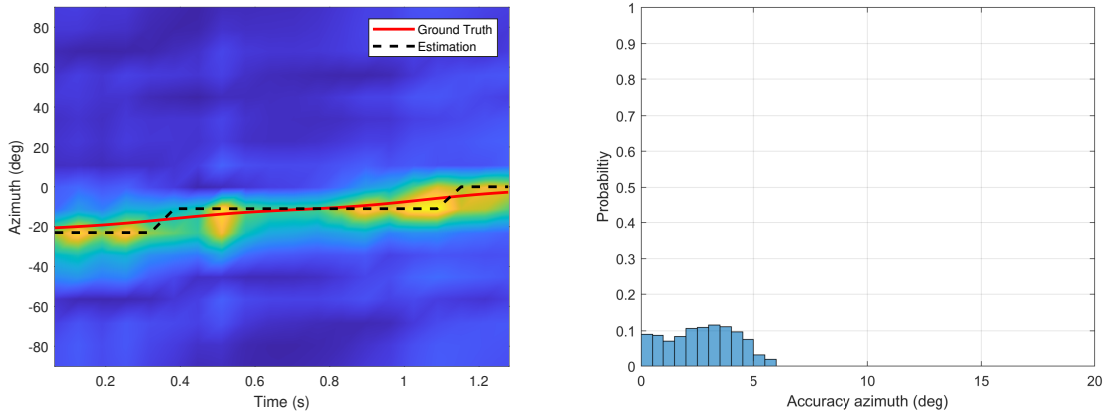 Ground Truth
Estimation
80
60
40
20
0
-20
-40
-60
-80
Azimuth (deg)
0.2 0.4 0.6 0.8 1 1.2
Time (s)
1
0.9
0.8
0.7
0.6
0.5
0.4
0.3
0.2
0.1
0
Probabiltiy
0 5 10 15 20
Accuracy azimuth (deg)